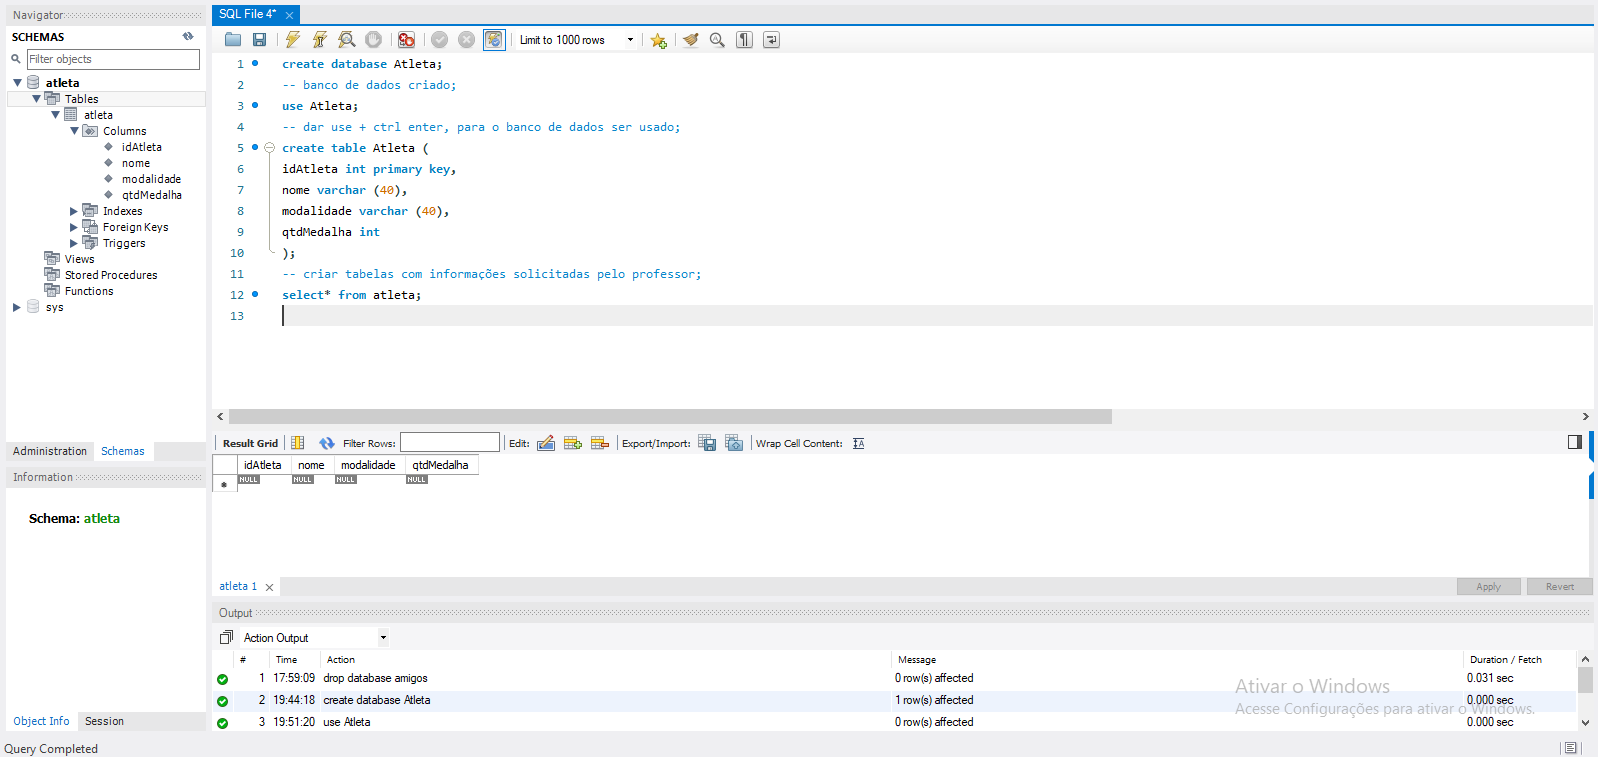 Navigator
SCHEMAS
Filter objects
atleta
Tables
atleta
Columns
idAtleta
nome
modalidade
qtdMedalha
Indexes
Foreign Keys
Triggers
Views
Stored Procedures
Functions
sys
Administration Schemas
Information
Schema: atleta
Object Info Session
Query Completed
SQL File 4*
Limit to 1000 rows
1 create database Atleta;
2 -- banco de dados criado;
3 use Atleta;
4 -- dar use + ctrl enter, para o banco de dados ser usado;
5 create table Atleta (
6 idAtleta int primary key,
7 nome varchar (40),
8 modalidade varchar (40),
9 qtdMedalha int
10 );
11 -- criar tabelas com informações solicitadas pelo professor;
12 select* from atleta;
13
Result Grid Filter Rows: Edit: Export/Import: Wrap Cell Content:
idAtleta nome modalidade qtdMedalha
NULL NULL NULL NULL
atleta 1 Apply Revert
Output
Action Output
# Time Action Message Duration / Fetch
1 17:59:09 drop database amigos 0 row(s) affected 0.031 sec
2 19:44:18 create database Atleta 1 row(s) affected 0.000 sec
3 19:51:20 use Atleta 0 row(s) affected 0.000 sec
Ativar o Windows
Acesse Configurações para ativar o Windows.